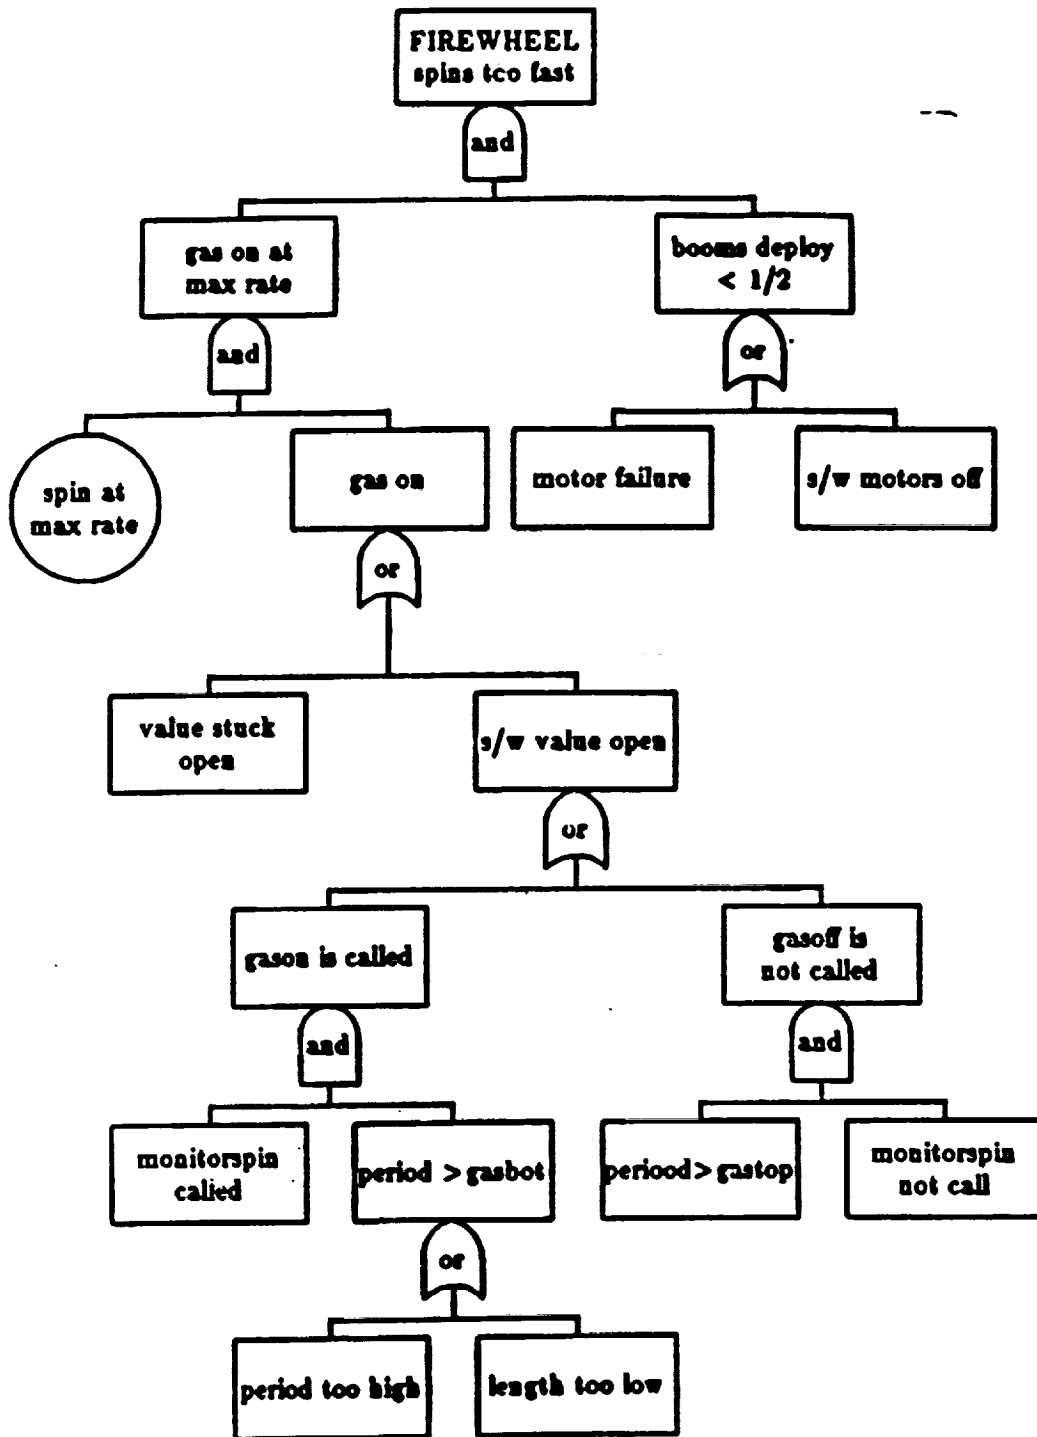 FIREWHEEL
spins too fast
and
gas on at
max rate
booms deploy
< 1/2
and
or
spin at
max rate
gas on
motor failure
s/w motors off
or
value stuck
open
s/w value open
or
gason is called
gasoff is
not called
and
and
monitorspin
called
period > gasbot
periood > gastop
monitorspin
not call
or
period too high
length too low